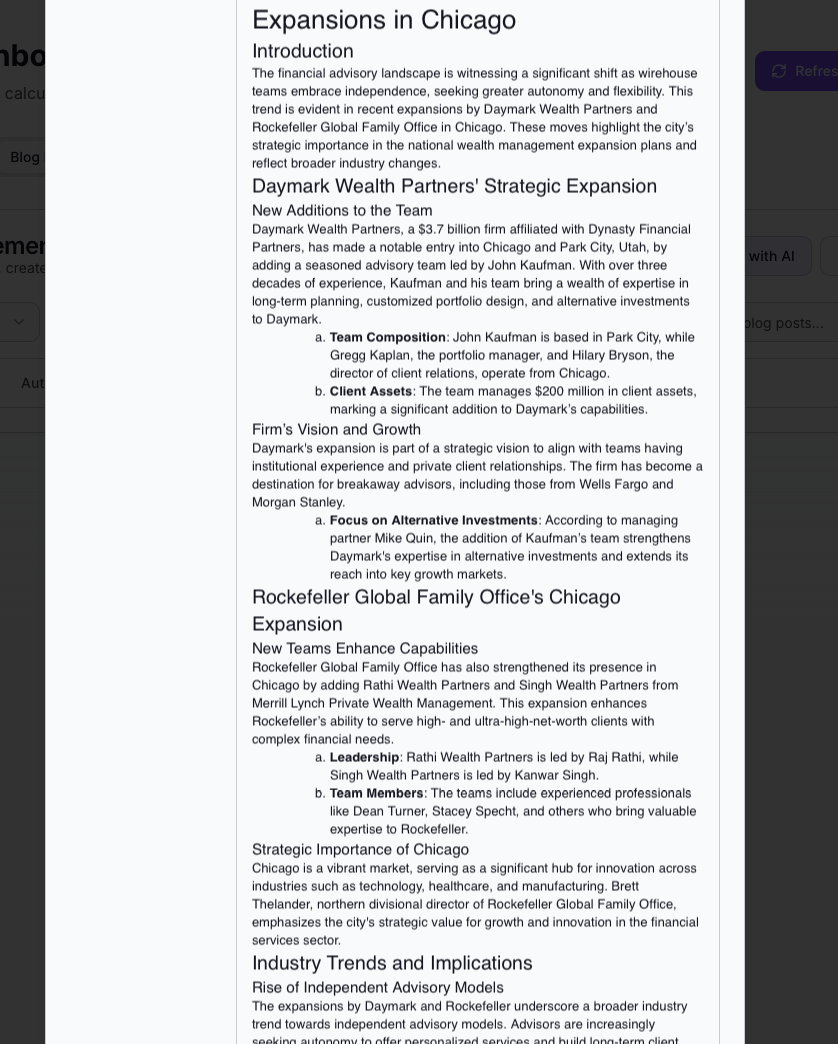 Expansions in Chicago
Introduction
The financial advisory landscape is witnessing a significant shift as wirehouse
teams embrace independence, seeking greater autonomy and flexibility. This
trend is evident in recent expansions by Daymark Wealth Partners and
Rockefeller Global Family Office in Chicago. These moves highlight the city's
strategic importance in the national wealth management expansion plans and
reflect broader industry changes.
Daymark Wealth Partners' Strategic Expansion
New Additions to the Team
Daymark Wealth Partners, a $3.7 billion firm affiliated with Dynasty Financial
Partners, has made a notable entry into Chicago and Park City, Utah, by
adding a seasoned advisory team led by John Kaufman. With over three
decades of experience, Kaufman and his team bring a wealth of expertise in
long-term planning, customized portfolio design, and alternative investments
to Daymark.
a. Team Composition: John Kaufman is based in Park City, while
Gregg Kaplan, the portfolio manager, and Hilary Bryson, the
director of client relations, operate from Chicago.
b. Client Assets: The team manages $200 million in client assets,
marking a significant addition to Daymark's capabilities.
Firm's Vision and Growth
Daymark's expansion is part of a strategic vision to align with teams having
institutional experience and private client relationships. The firm has become a
destination for breakaway advisors, including those from Wells Fargo and
Morgan Stanley.
a. Focus on Alternative Investments: According to managing
partner Mike Quin, the addition of Kaufman's team strengthens
Daymark's expertise in alternative investments and extends its
reach into key growth markets.
Rockefeller Global Family Office's Chicago
Expansion
New Teams Enhance Capabilities
Rockefeller Global Family Office has also strengthened its presence in
Chicago by adding Rathi Wealth Partners and Singh Wealth Partners from
Merrill Lynch Private Wealth Management. This expansion enhances
Rockefeller's ability to serve high- and ultra-high-net-worth clients with
complex financial needs.
a. Leadership: Rathi Wealth Partners is led by Raj Rathi, while
Singh Wealth Partners is led by Kanwar Singh.
b. Team Members: The teams include experienced professionals
like Dean Turner, Stacey Specht, and others who bring valuable
expertise to Rockefeller.
Strategic Importance of Chicago
Chicago is a vibrant market, serving as a significant hub for innovation across
industries such as technology, healthcare, and manufacturing. Brett
Thelander, northern divisional director of Rockefeller Global Family Office,
emphasizes the city's strategic value for growth and innovation in the financial
services sector.
Industry Trends and Implications
Rise of Independent Advisory Models
The expansions by Daymark and Rockefeller underscore a broader industry
trend towards independent advisory models. Advisors are increasingly
seeking autonomy to offer personalized services and build long-term client
nbo
calcu
Blog
emer
create
Aut
Refres
with AI
blog posts...